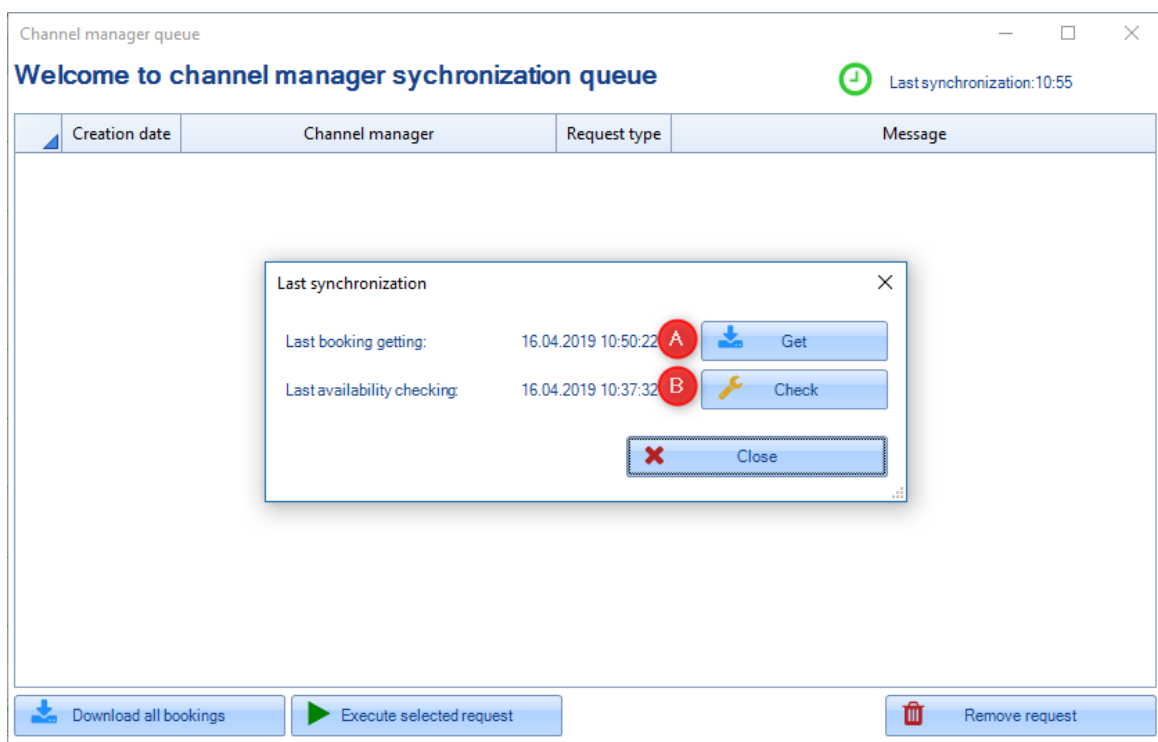 Channel manager queue
Welcome to channel manager sychronization queue
Last synchronization:10:55
Creation date Channel manager Request type Message
Last synchronization
Last booking getting: 16.04.2019 10:50:22 A Get
Last availability checking: 16.04.2019 10:37:32 B Check
Close
Download all bookings Execute selected request Remove request